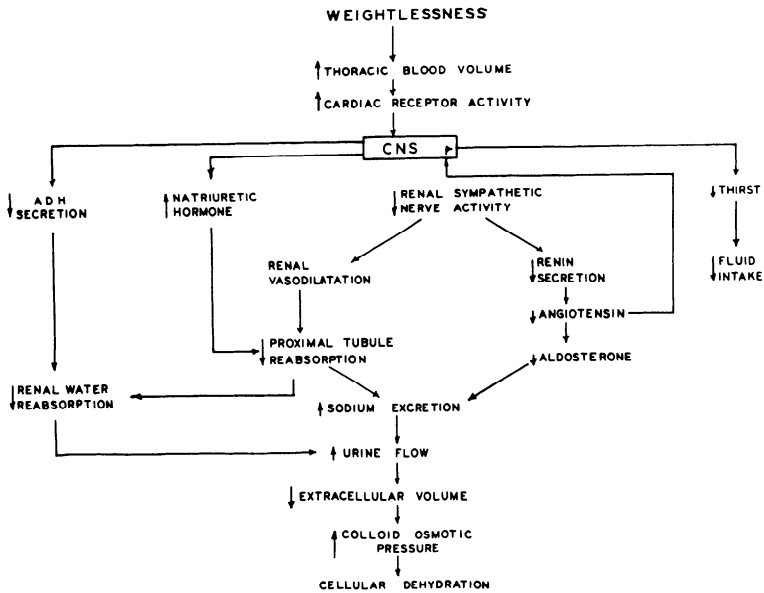 WEIGHTLESSNESS
↑ THORACIC BLOOD VOLUME
↑ CARDIAC RECEPTOR ACTIVITY
CNS
↓ ADH
SECRETION
↑ NATRIURETIC
HORMONE
↓ RENAL SYMPATHETIC
NERVE ACTIVITY
↓ THIRST
RENAL
VASODILATATION
↓ RENIN
SECRETION
↓ FLUID
INTAKE
↓ ANGIOTENSIN
↓ PROXIMAL TUBULE
REABSORPTION
↓ ALDOSTERONE
↓ RENAL WATER
REABSORPTION
↑ SODIUM EXCRETION
↑ URINE FLOW
↓ EXTRACELLULAR VOLUME
↑ COLLOID OSMOTIC
PRESSURE
CELLULAR DEHYDRATION